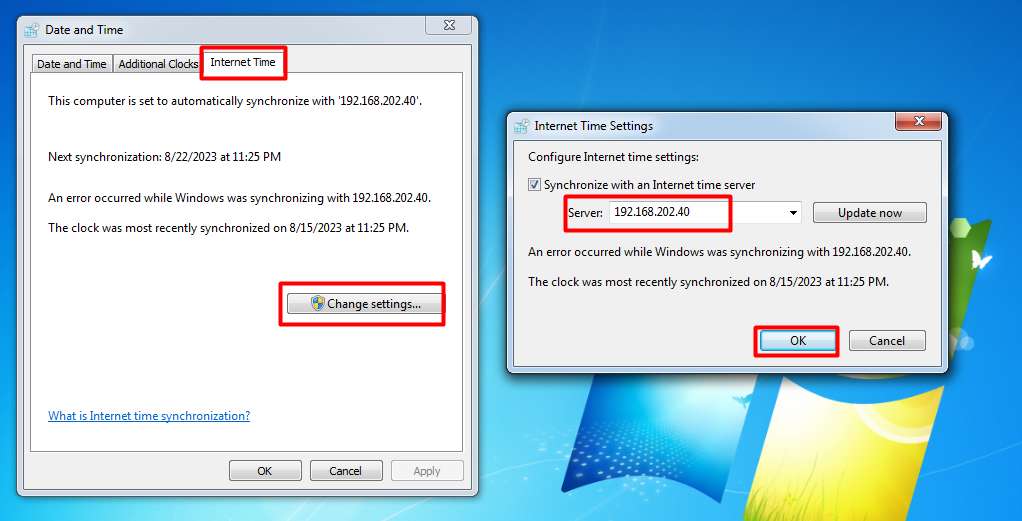 Date and Time
Date and Time
Additional Clocks
Internet Time
This computer is set to automatically synchronize with '192.168.202.40'.
Next synchronization: 8/22/2023 at 11:25 PM
An error occurred while Windows was synchronizing with 192.168.202.40.
The clock was most recently synchronized on 8/15/2023 at 11:25 PM.
Change settings...
What is Internet time synchronization?
OK
Cancel
Apply
Internet Time Settings
Configure Internet time settings:
Synchronize with an Internet time server
Server: 192.168.202.40
Update now
An error occurred while Windows was synchronizing with 192.168.202.40.
The clock was most recently synchronized on 8/15/2023 at 11:25 PM.
OK
Cancel